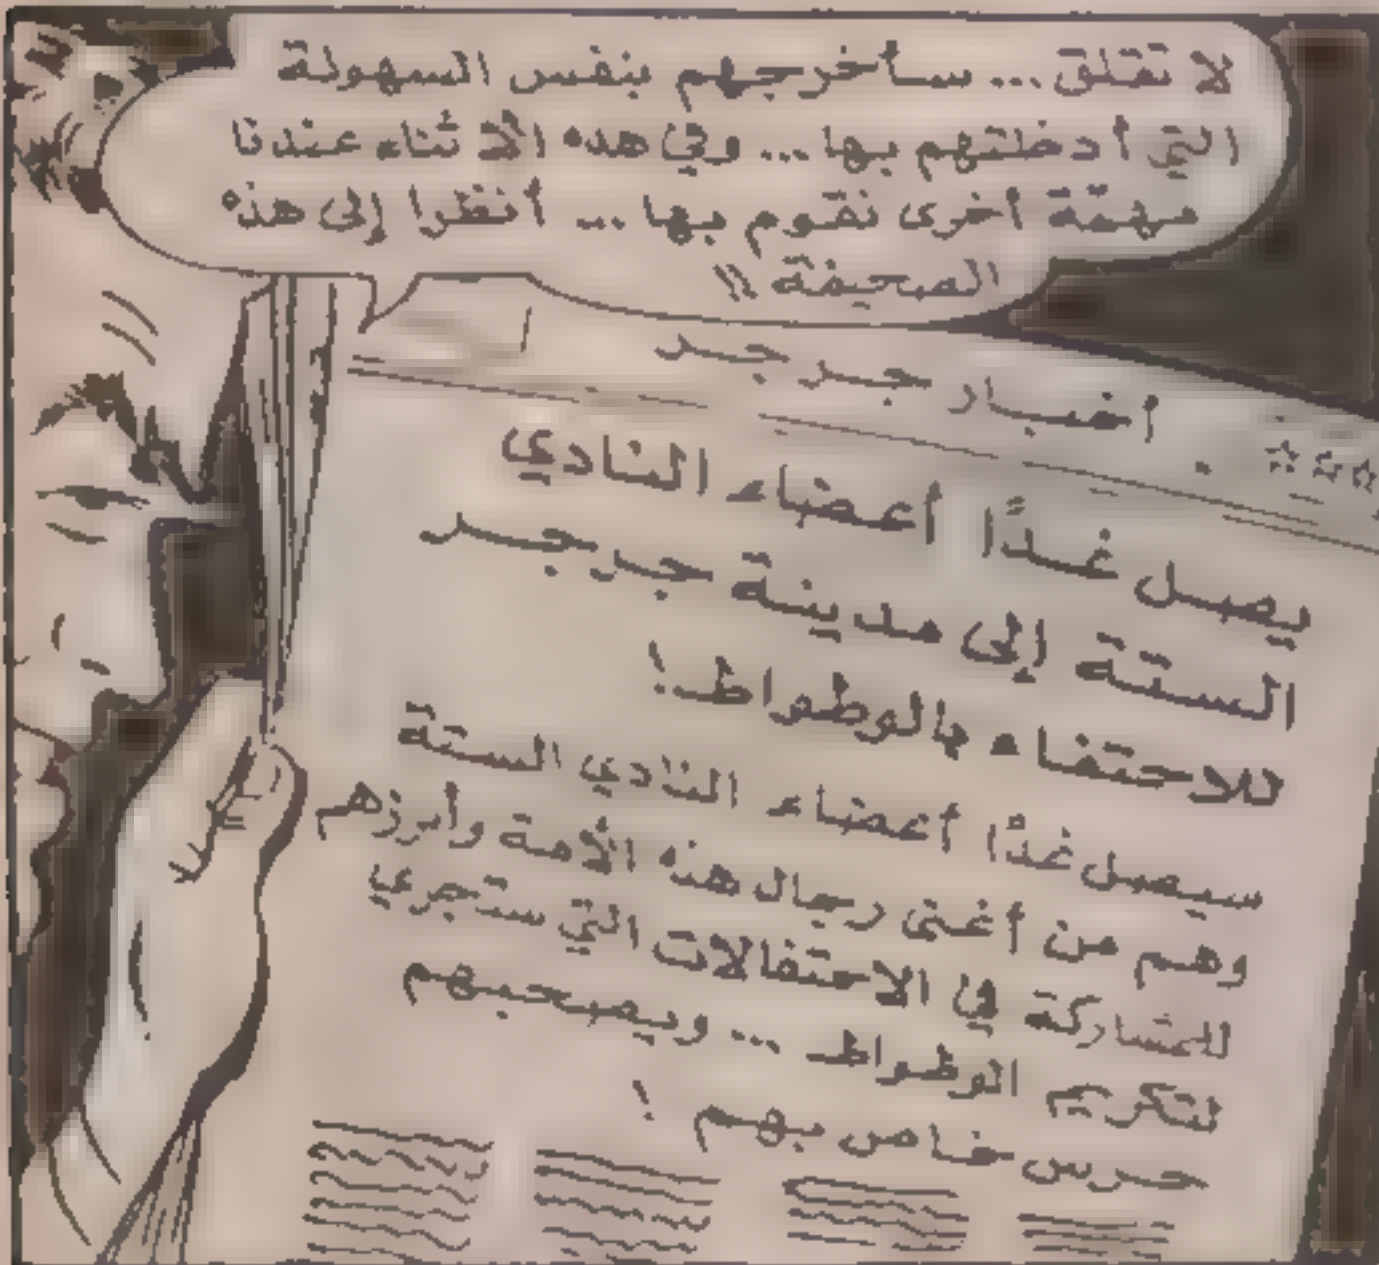 لا تقلق ... سأخرجهم بنفس السهولة
التي أدخلتهم بها ... وفي هذه الأثناء عندنا
مهمّة أخرى نقوم بها ... أنظرا إلى هذه
الصحيفة !!
أخبار جرجر
يصل غدًا أعضاء النادي
الستة إلى مدينة جرجر
للاحتفاء بالوطواط !
سيصل غدًا أعضاء النادي الستة
وهم من أغنى رجال هذه الأمة وأبرزهم
للمشاركة في الاحتفالات التي ستجري
لتكريم الوطواط ... ويصحبهم
حرس خاص بهم !